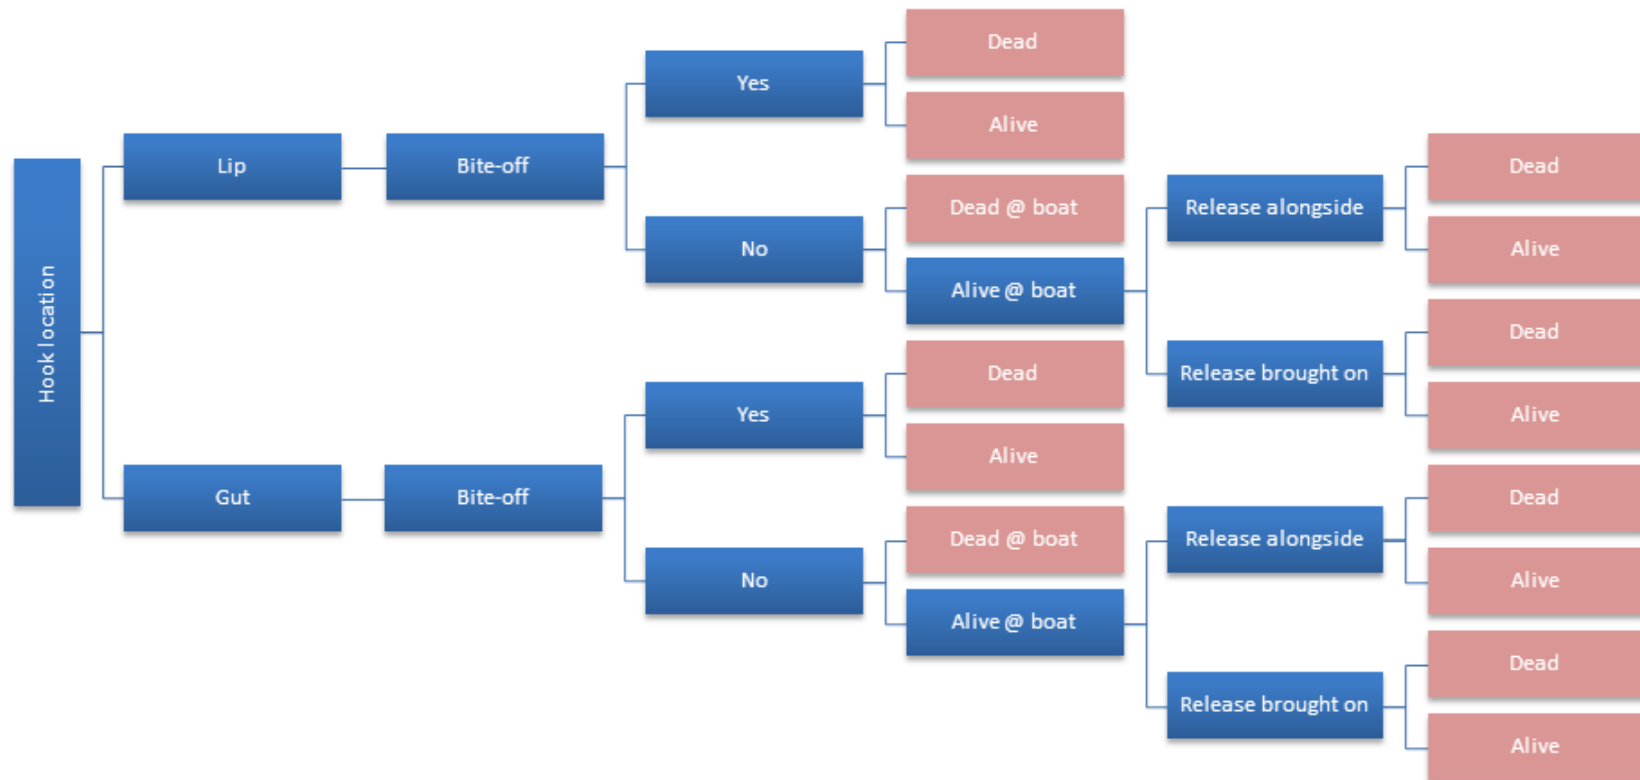 Hook location
Lip
Bite-off
Yes
Dead
Alive
No
Dead @ boat
Alive @ boat
Release alongside
Dead
Alive
Release brought on
Dead
Alive
Gut
Bite-off
Yes
Dead
Alive
No
Dead @ boat
Alive @ boat
Release alongside
Dead
Alive
Release brought on
Dead
Alive